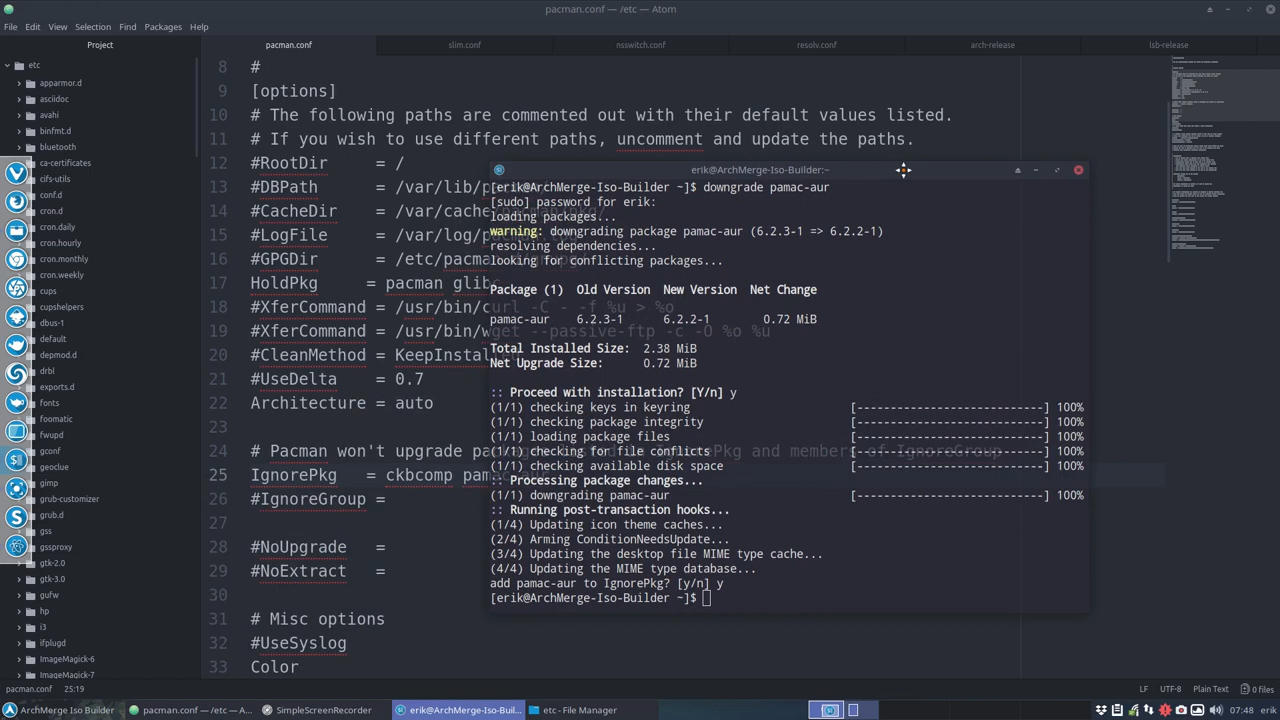 pacman.conf — /etc — Atom
File Edit View Selection Find Packages Help
Project
pacman.conf
slim.conf
nsswitch.conf
resolv.conf
arch-release
lsb-release
etc
apparmor.d
asciidoc
avahi
binfmt.d
bluetooth
ca-certificates
cifs-utils
conf.d
cron.d
cron.daily
cron.hourly
cron.monthly
cron.weekly
cups
cupshelpers
dbus-1
default
depmod.d
drbl
exports.d
fonts
foomatic
fwupd
gconf
geoclue
gimp
grub-customizer
grub.d
gss
gssproxy
gtk-2.0
gtk-3.0
gufw
hp
i3
ifplugd
ImageMagick-6
ImageMagick-7
8 #
9 [options]
10 # The following paths are commented out with their default values listed.
11 # If you wish to use different paths, uncomment and update the paths.
12 #RootDir = /
13 #DBPath = /var/lib/p
14 #CacheDir = /var/cache
15 #LogFile = /var/log/
16 #GPGDir = /etc/pacman
17 HoldPkg = pacman glibc
18 #XferCommand = /usr/bin/curl -C - -f %u > %o
19 #XferCommand = /usr/bin/wget --passive-ftp -c -O %o %u
20 #CleanMethod = KeepInstalled
21 #UseDelta = 0.7
22 Architecture = auto
23
24 # Pacman won't upgrade packages listed in IgnorePkg and members of IgnoreGroup
25 IgnorePkg = ckbcomp pamac-aur
26 #IgnoreGroup =
27
28 #NoUpgrade =
29 #NoExtract =
30
31 # Misc options
32 #UseSyslog
33 Color
erik@ArchMerge-Iso-Builder:~
[erik@ArchMerge-Iso-Builder ~]$ downgrade pamac-aur
[sudo] password for erik:
loading packages...
warning: downgrading package pamac-aur (6.2.3-1 => 6.2.2-1)
resolving dependencies...
looking for conflicting packages...
Package (1) Old Version New Version Net Change
pamac-aur 6.2.3-1 6.2.2-1 0.72 MiB
Total Installed Size: 2.38 MiB
Net Upgrade Size: 0.72 MiB
:: Proceed with installation? [Y/n] y
(1/1) checking keys in keyring [----------------------------] 100%
(1/1) checking package integrity [----------------------------] 100%
(1/1) loading package files [----------------------------] 100%
(1/1) checking for file conflicts [----------------------------] 100%
(1/1) checking available disk space [----------------------------] 100%
:: Processing package changes...
(1/1) downgrading pamac-aur [----------------------------] 100%
:: Running post-transaction hooks...
(1/4) Updating icon theme caches...
(2/4) Arming ConditionNeedsUpdate...
(3/4) Updating the desktop file MIME type cache...
(4/4) Updating the MIME type database...
add pamac-aur to IgnorePkg? [y/n] y
[erik@ArchMerge-Iso-Builder ~]$
pacman.conf 25:19
LF UTF-8 Plain Text 0 files
ArchMerge Iso Builder
pacman.conf — /etc — A...
SimpleScreenRecorder
erik@ArchMerge-Iso-Buil...
etc - File Manager
07:48 erik